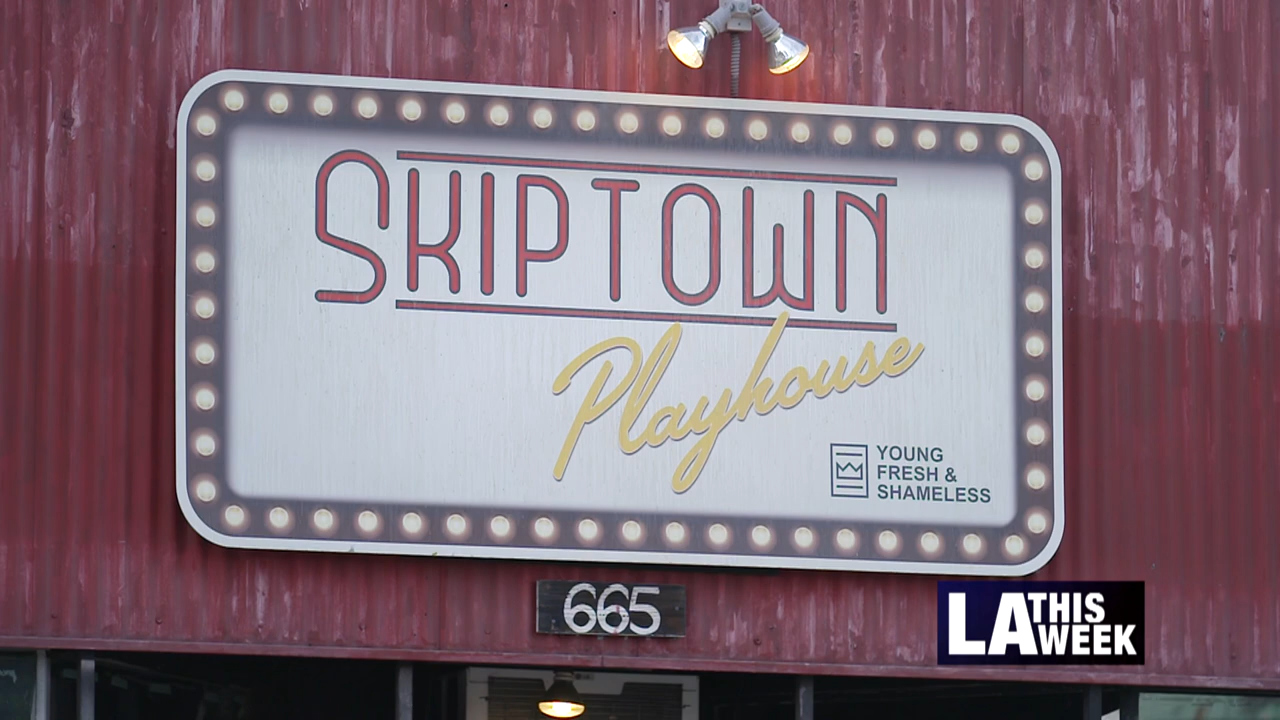 SKIPTOWN
Playhouse
YOUNG
FRESH &
SHAMELESS
665
LA THIS
WEEK